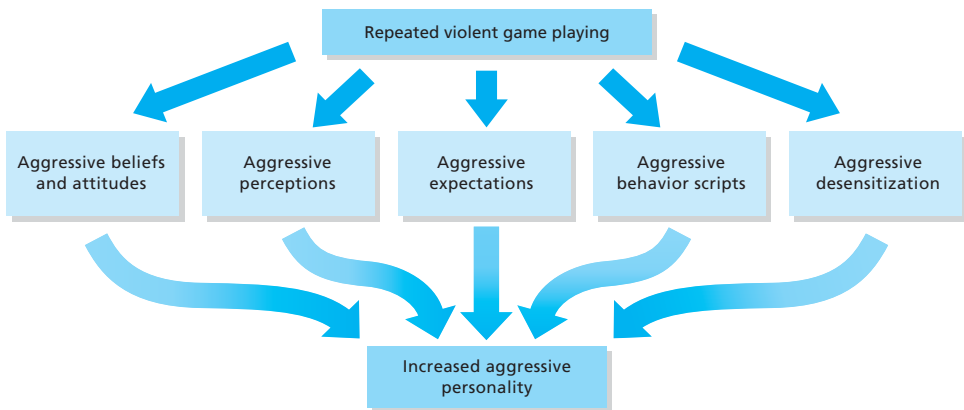 Repeated violent game playing
Aggressive beliefs
and attitudes
Aggressive
perceptions
Aggressive
expectations
Aggressive
behavior scripts
Aggressive
desensitization
Increased aggressive
personality